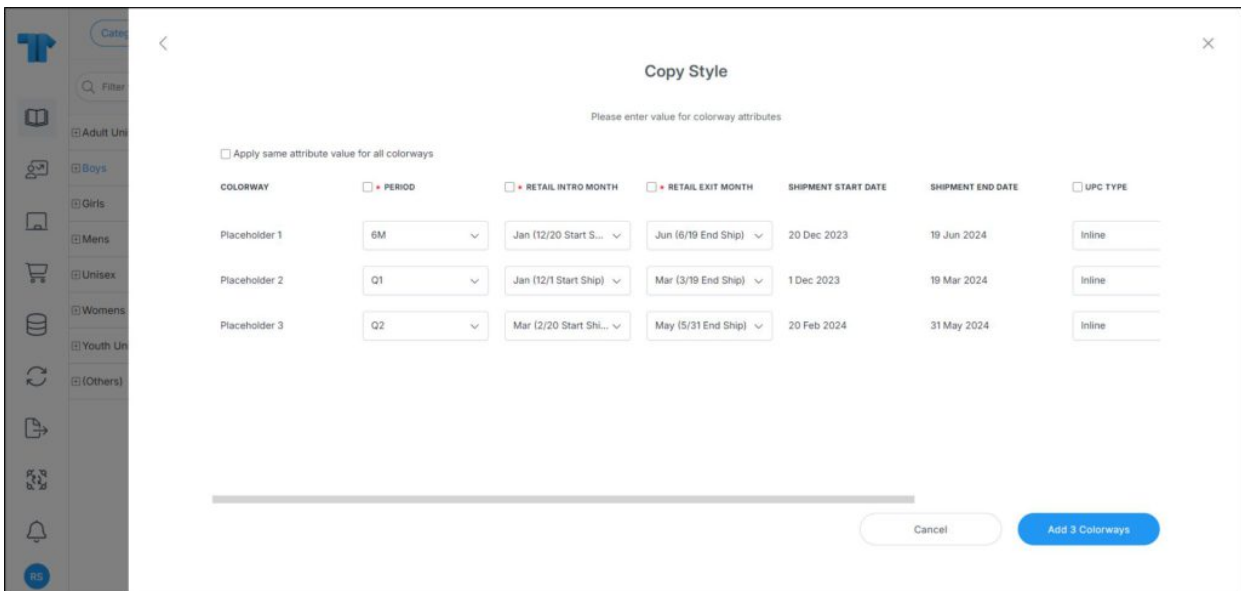 Categ
Filter
Adult Uni
Boys
Girls
Mens
Unisex
Womens
Youth Un
(Others)
RS
Copy Style
Please enter value for colorway attributes
Apply same attribute value for all colorways
COLORWAY * PERIOD * RETAIL INTRO MONTH * RETAIL EXIT MONTH SHIPMENT START DATE SHIPMENT END DATE UPC TYPE
Placeholder 1 6M Jan (12/20 Start S... Jun (6/19 End Ship) 20 Dec 2023 19 Jun 2024 Inline
Placeholder 2 Q1 Jan (12/1 Start Ship) Mar (3/19 End Ship) 1 Dec 2023 19 Mar 2024 Inline
Placeholder 3 Q2 Mar (2/20 Start Shi... May (5/31 End Ship) 20 Feb 2024 31 May 2024 Inline
Cancel Add 3 Colorways